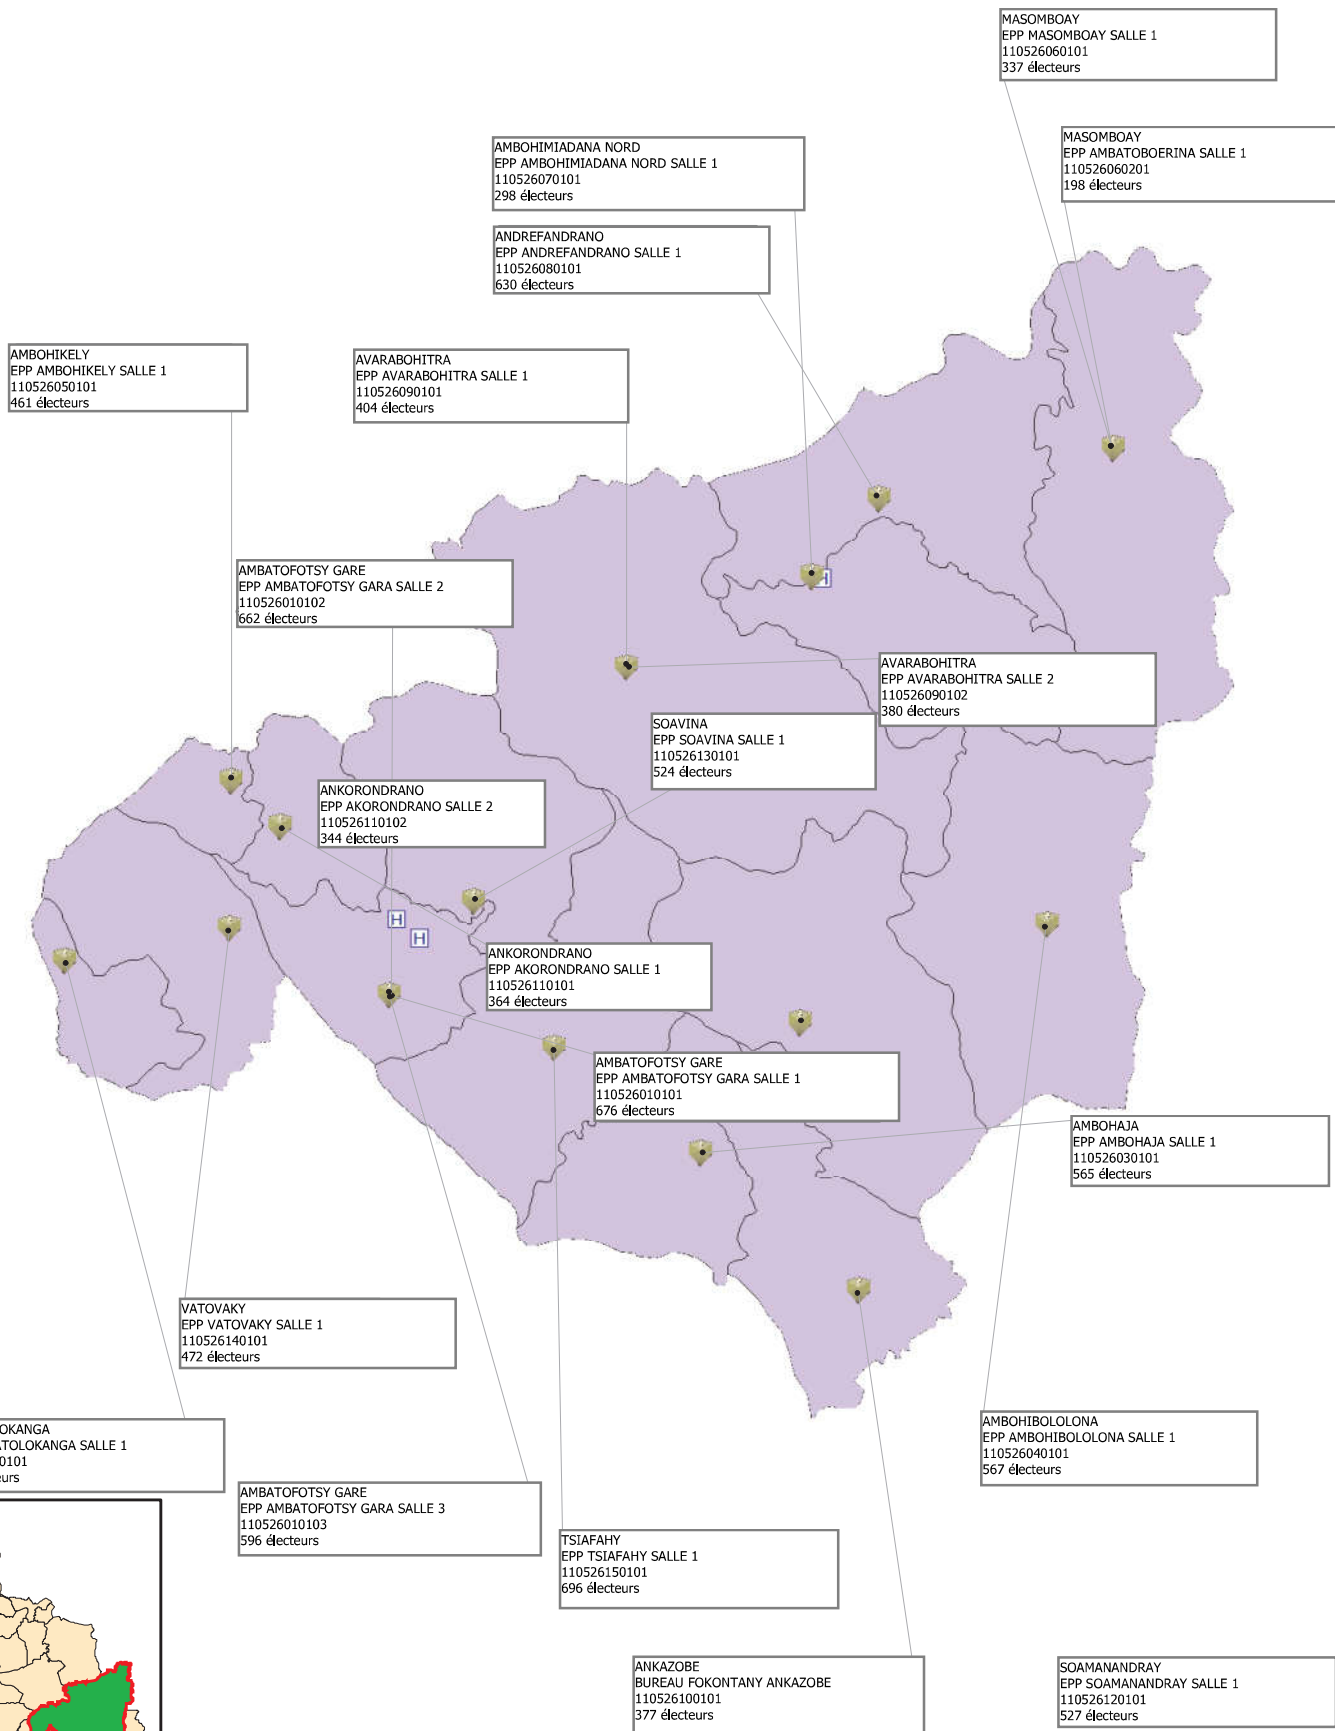 MASOMBOAY
EPP MASOMBOAY SALLE 1
110526060101
337 électeurs
MASOMBOAY
EPP AMBATOBOERINA SALLE 1
110526060201
198 électeurs
AMBOHIMIADANA NORD
EPP AMBOHIMIADANA NORD SALLE 1
110526070101
298 électeurs
ANDREFANDRANO
EPP ANDREFANDRANO SALLE 1
110526080101
630 électeurs
AMBOHIKELY
EPP AMBOHIKELY SALLE 1
110526050101
461 électeurs
AVARABOHITRA
EPP AVARABOHITRA SALLE 1
110526090101
404 électeurs
AMBATOFOTSY GARE
EPP AMBATOFOTSY GARA SALLE 2
110526010102
662 électeurs
H
AVARABOHITRA
EPP AVARABOHITRA SALLE 2
110526090102
380 électeurs
SOAVINA
EPP SOAVINA SALLE 1
110526130101
524 électeurs
ANKORONDRANO
EPP AKORONDRANO SALLE 2
110526110102
344 électeurs
H
H
ANKORONDRANO
EPP AKORONDRANO SALLE 1
110526110101
364 électeurs
AMBATOFOTSY GARE
EPP AMBATOFOTSY GARA SALLE 1
110526010101
676 électeurs
AMBOHAJA
EPP AMBOHAJA SALLE 1
110526030101
565 électeurs
VATOVAKY
EPP VATOVAKY SALLE 1
110526140101
472 électeurs
OKANGA
ATOLOKANGA SALLE 1
0101
eurs
AMBOHIBOLOLONA
EPP AMBOHIBOLOLONA SALLE 1
110526040101
567 électeurs
AMBATOFOTSY GARE
EPP AMBATOFOTSY GARA SALLE 3
110526010103
596 électeurs
TSIAFAHY
EPP TSIAFAHY SALLE 1
110526150101
696 électeurs
ANKAZOBE
BUREAU FOKONTANY ANKAZOBE
110526100101
377 électeurs
SOAMANANDRAY
EPP SOAMANANDRAY SALLE 1
110526120101
527 électeurs